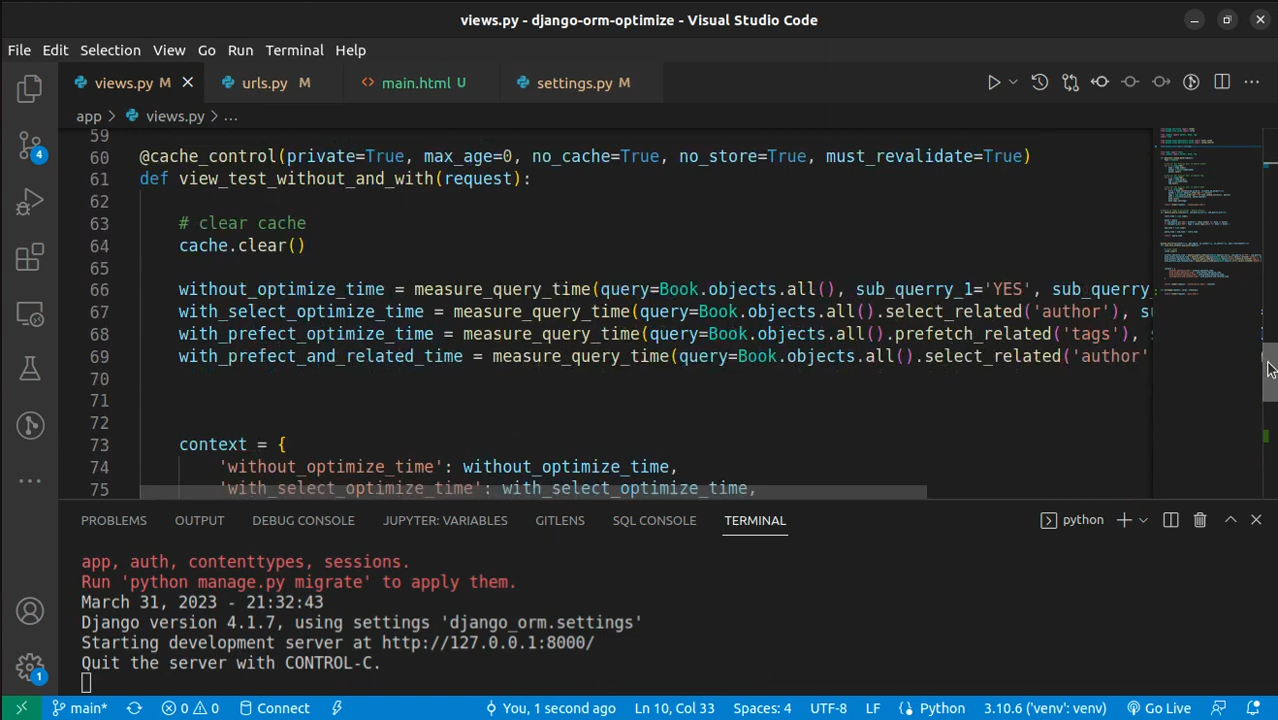 views.py - django-orm-optimize - Visual Studio Code
File Edit Selection View Go Run Terminal Help
views.py M urls.py M main.html U settings.py M
app > views.py > ...
59
60 @cache_control(private=True, max_age=0, no_cache=True, no_store=True, must_revalidate=True)
61 def view_test_without_and_with(request):
62
63 # clear cache
64 cache.clear()
65
66 without_optimize_time = measure_query_time(query=Book.objects.all(), sub_querry_1='YES', sub_querry_
67 with_select_optimize_time = measure_query_time(query=Book.objects.all().select_related('author'), su
68 with_prefect_optimize_time = measure_query_time(query=Book.objects.all().prefetch_related('tags'), s
69 with_prefect_and_related_time = measure_query_time(query=Book.objects.all().select_related('author'
70
71
72
73 context = {
74 'without_optimize_time': without_optimize_time,
75 'with_select_optimize_time': with_select_optimize_time,
4
PROBLEMS OUTPUT DEBUG CONSOLE JUPYTER: VARIABLES GITLENS SQL CONSOLE TERMINAL
python
app, auth, contenttypes, sessions.
Run 'python manage.py migrate' to apply them.
March 31, 2023 - 21:32:43
Django version 4.1.7, using settings 'django_orm.settings'
Starting development server at http://127.0.0.1:8000/
Quit the server with CONTROL-C.
1
main* 0 0 Connect You, 1 second ago Ln 10, Col 33 Spaces: 4 UTF-8 LF Python 3.10.6 ('venv': venv) Go Live